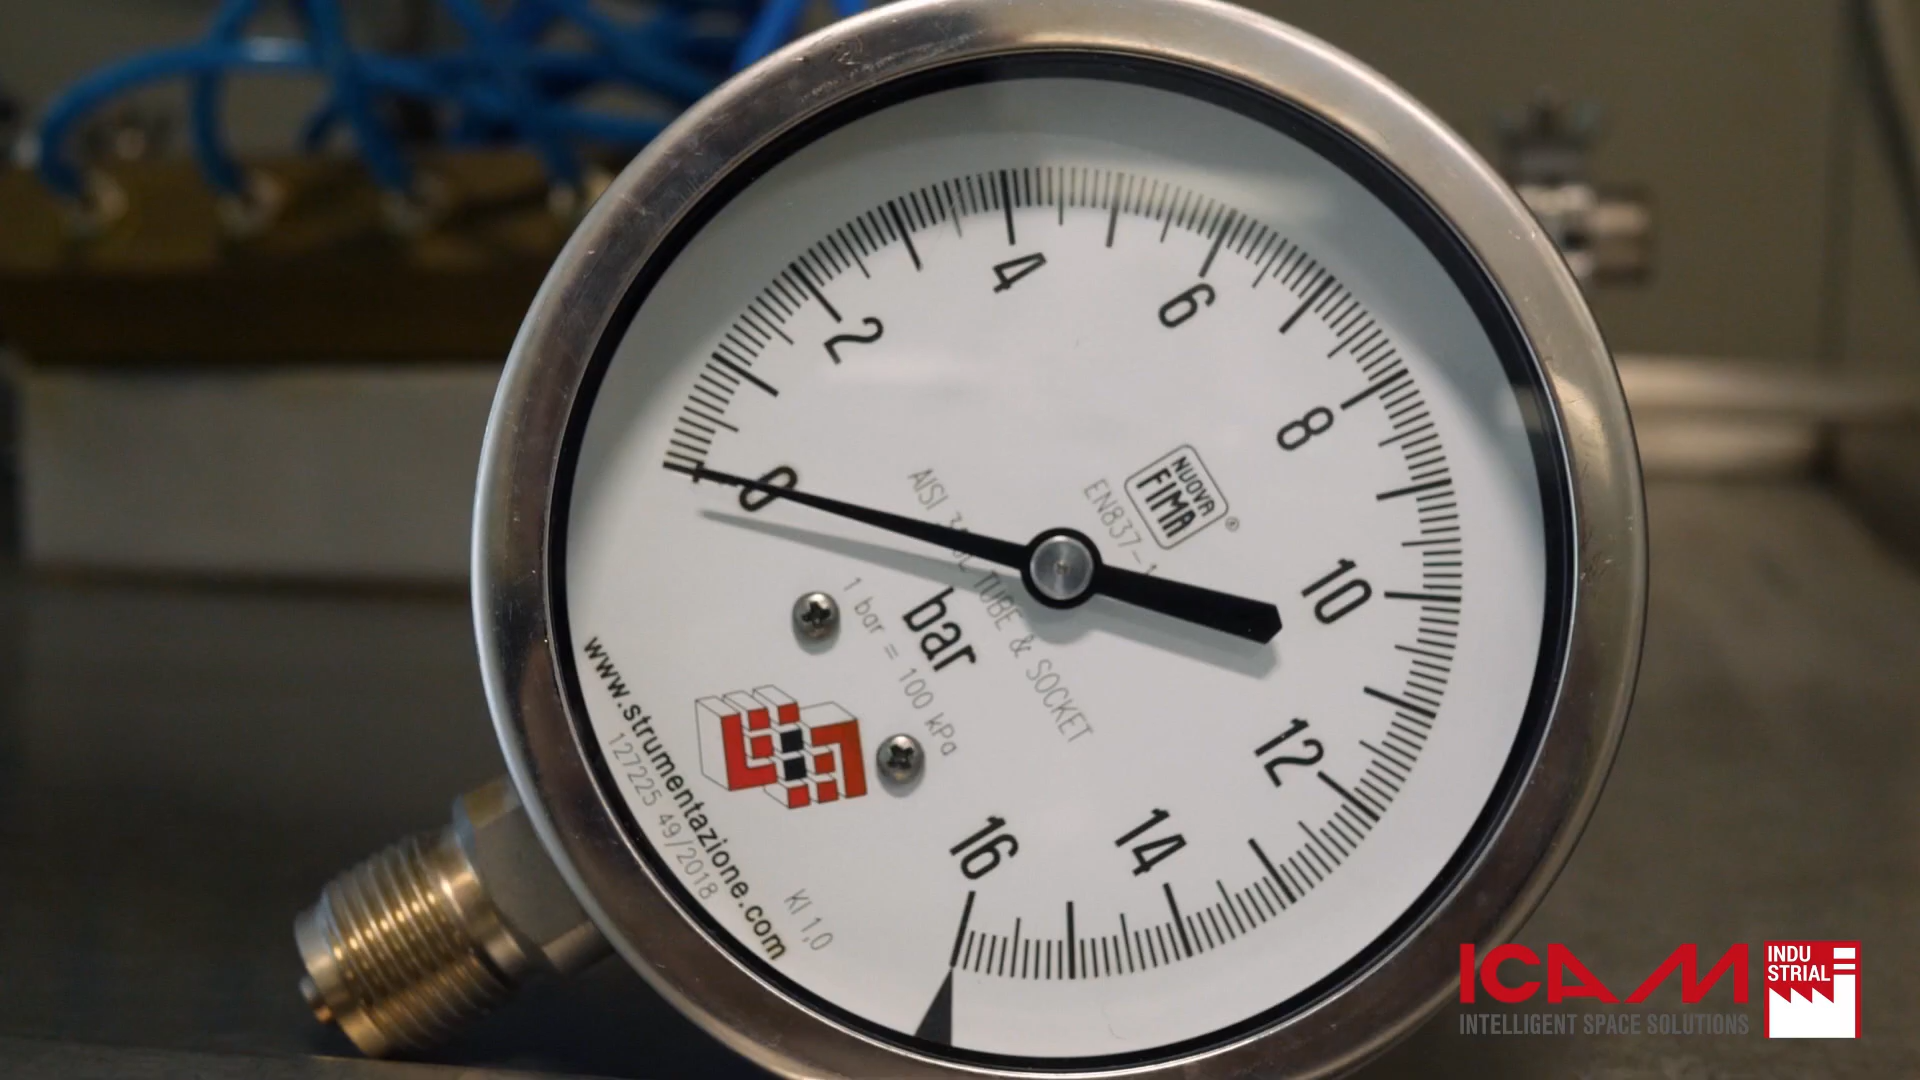 0
2
4
6
8
10
12
14
16
NUOVA
FIMA
®
EN837-1
AISI TUBE & SOCKET
bar
1 bar = 100 kPa
www.strumentazione.com
127225 49/2018
Kl 1,0
ICAM
INTELLIGENT SPACE SOLUTIONS
INDU
STRIAL